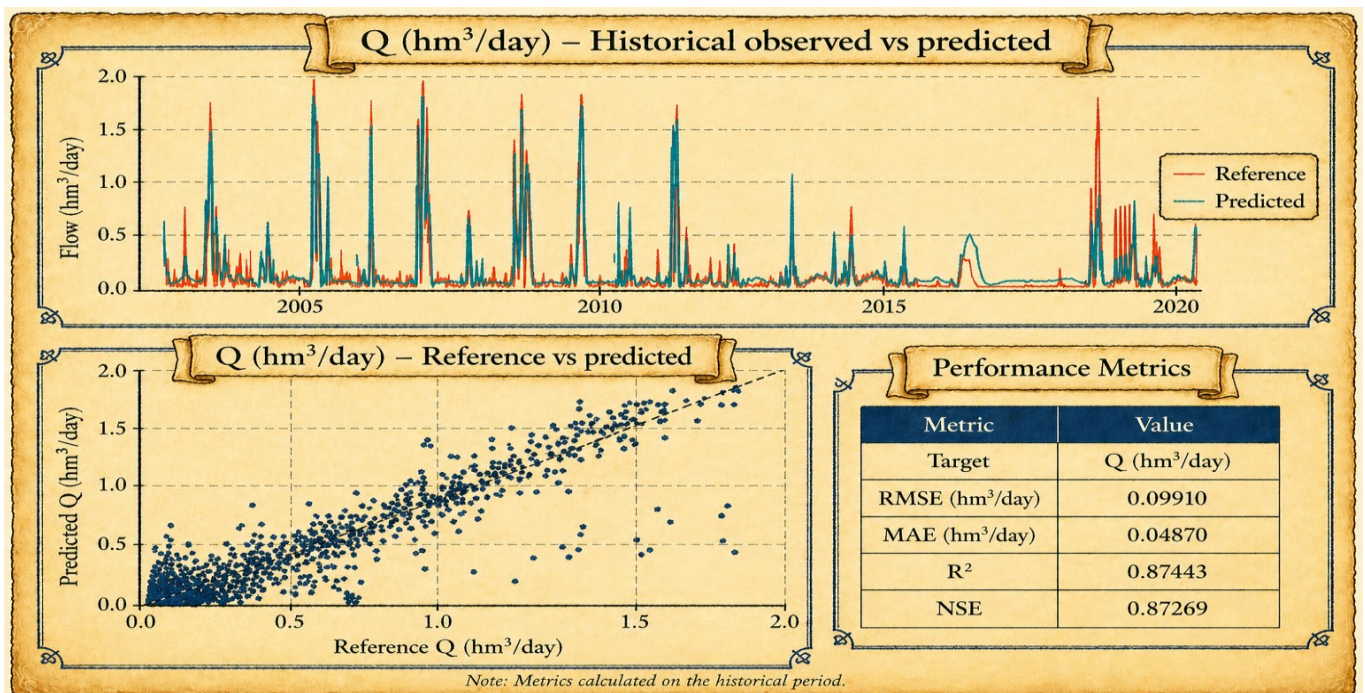 Q (hm³/day) – Historical observed vs predicted
Flow (hm³/day)
2.0
1.5
1.0
0.5
0.0
2005
2010
2015
2020
Reference
Predicted
Q (hm³/day) – Reference vs predicted
Predicted Q (hm³/day)
2.0
1.5
1.0
0.5
0.0
0.0
0.5
1.0
1.5
2.0
Reference Q (hm³/day)
Performance Metrics
Metric Value
Target Q (hm³/day)
RMSE (hm³/day) 0.09910
MAE (hm³/day) 0.04870
R² 0.87443
NSE 0.87269
Note: Metrics calculated on the historical period.